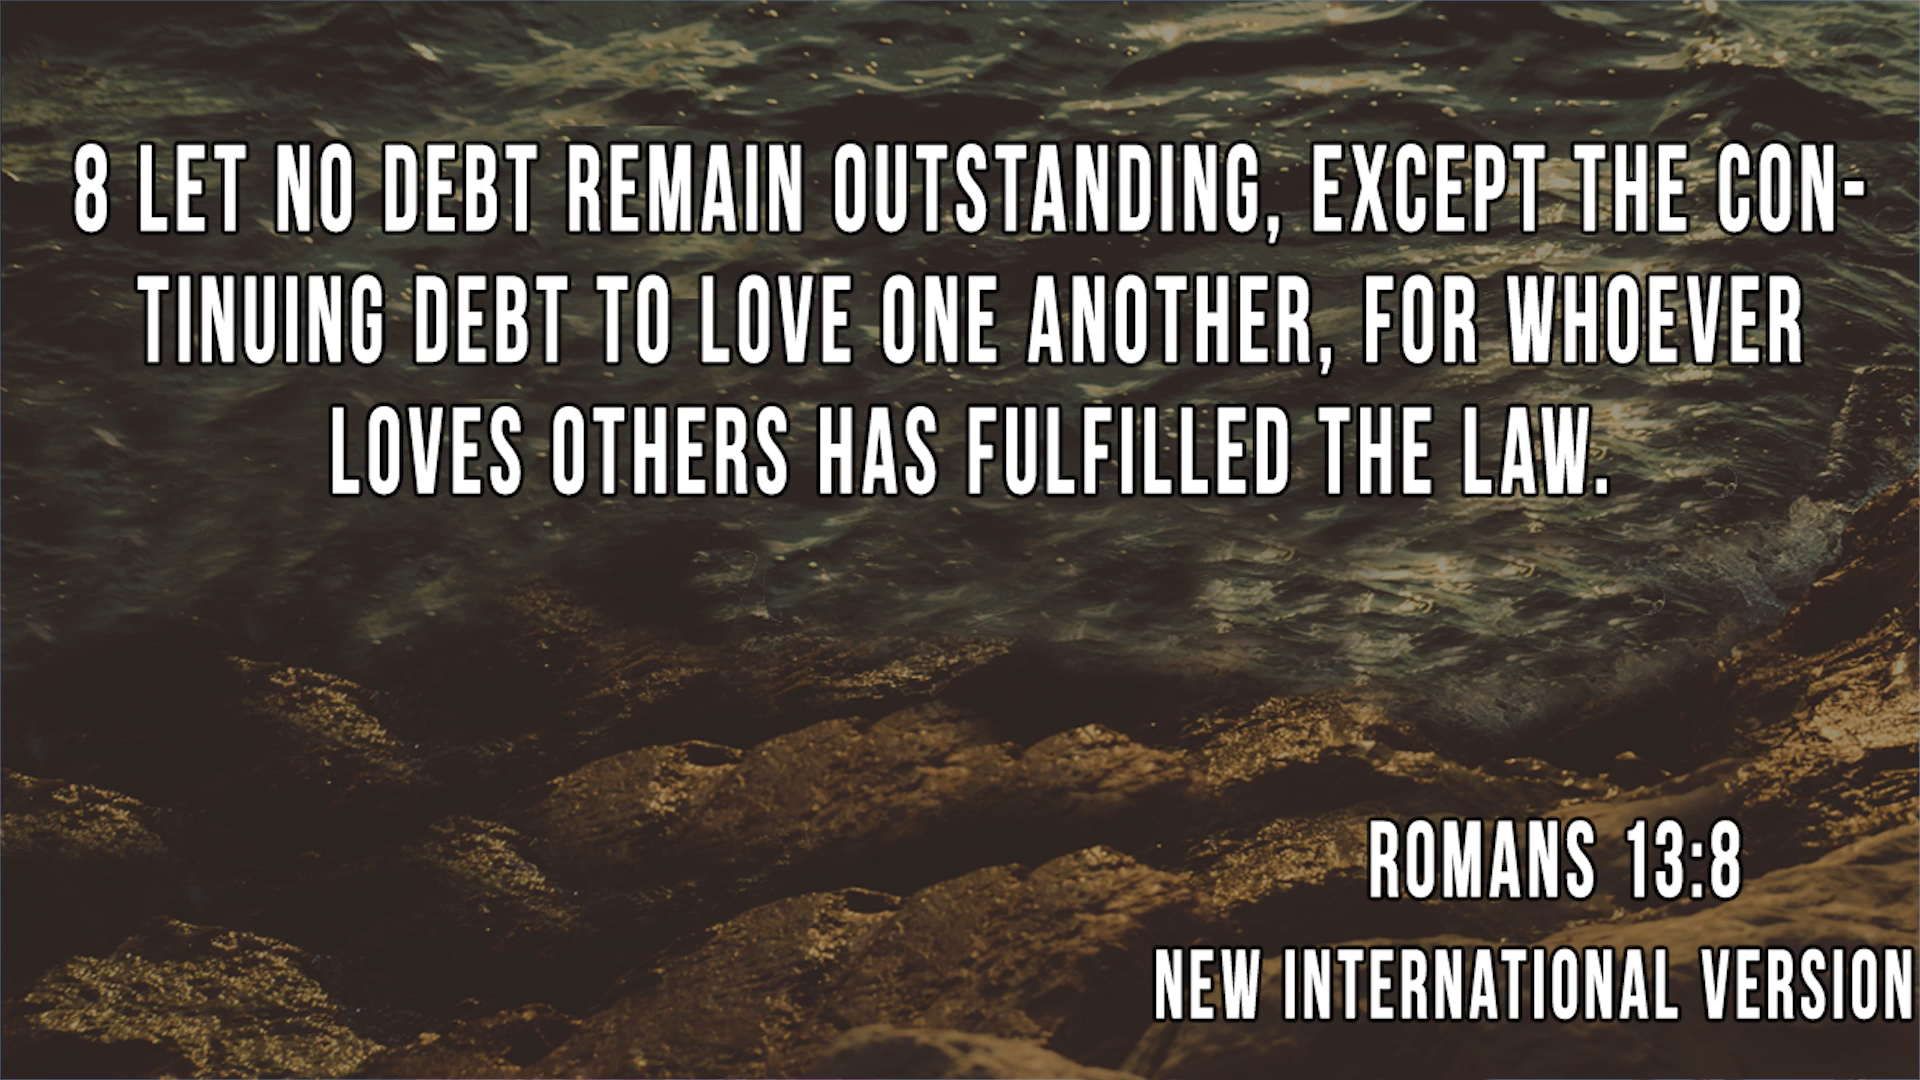 8 LET NO DEBT REMAIN OUTSTANDING, EXCEPT THE CON-
TINUING DEBT TO LOVE ONE ANOTHER, FOR WHOEVER
LOVES OTHERS HAS FULFILLED THE LAW.
ROMANS 13:8
NEW INTERNATIONAL VERSION